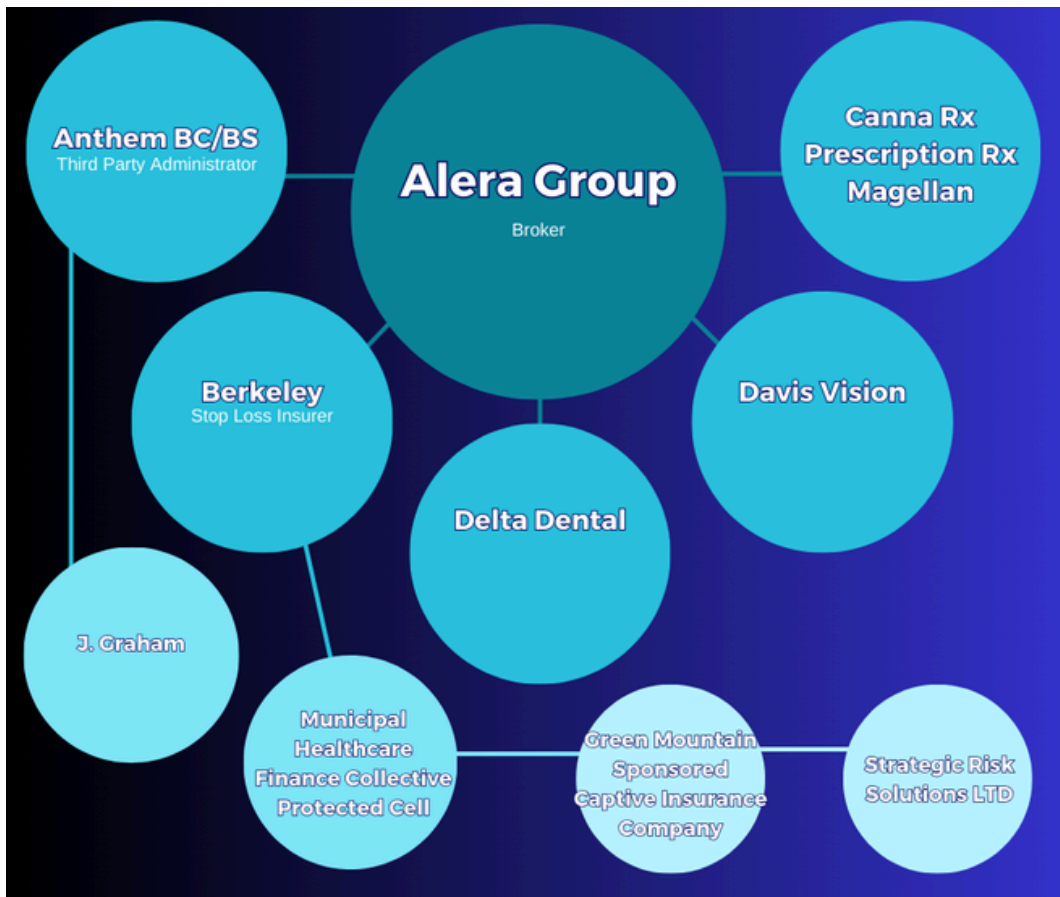 Anthem BC/BS
Third Party Administrator
Alera Group
Broker
Canna Rx
Prescription Rx
Magellan
Berkeley
Stop Loss Insurer
Davis Vision
Delta Dental
J. Graham
Municipal
Healthcare
Finance Collective
Protected Cell
Green Mountain
Sponsored
Captive Insurance
Company
Strategic Risk
Solutions LTD